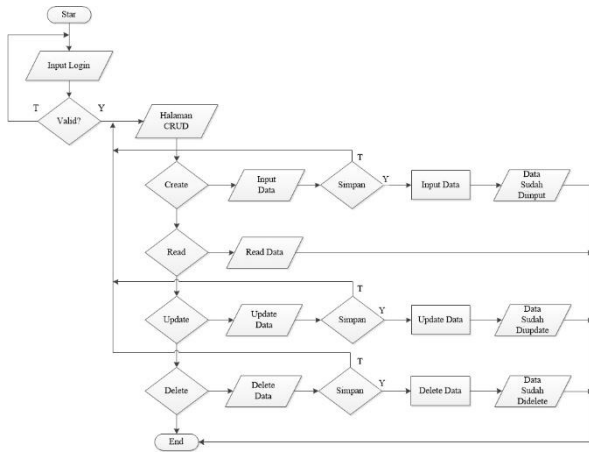 Star
Input Login
T
Valid?
Y
Halaman
CRUD
T
Create
Input
Data
Simpan
Y
Input Data
Data
Sudah
Dinput
Read
Read Data
T
Update
Update
Data
Simpan
Y
Update Data
Data
Sudah
Diupdate
T
Delete
Delete
Data
Simpan
Y
Delete Data
Data
Sudah
Didelete
End